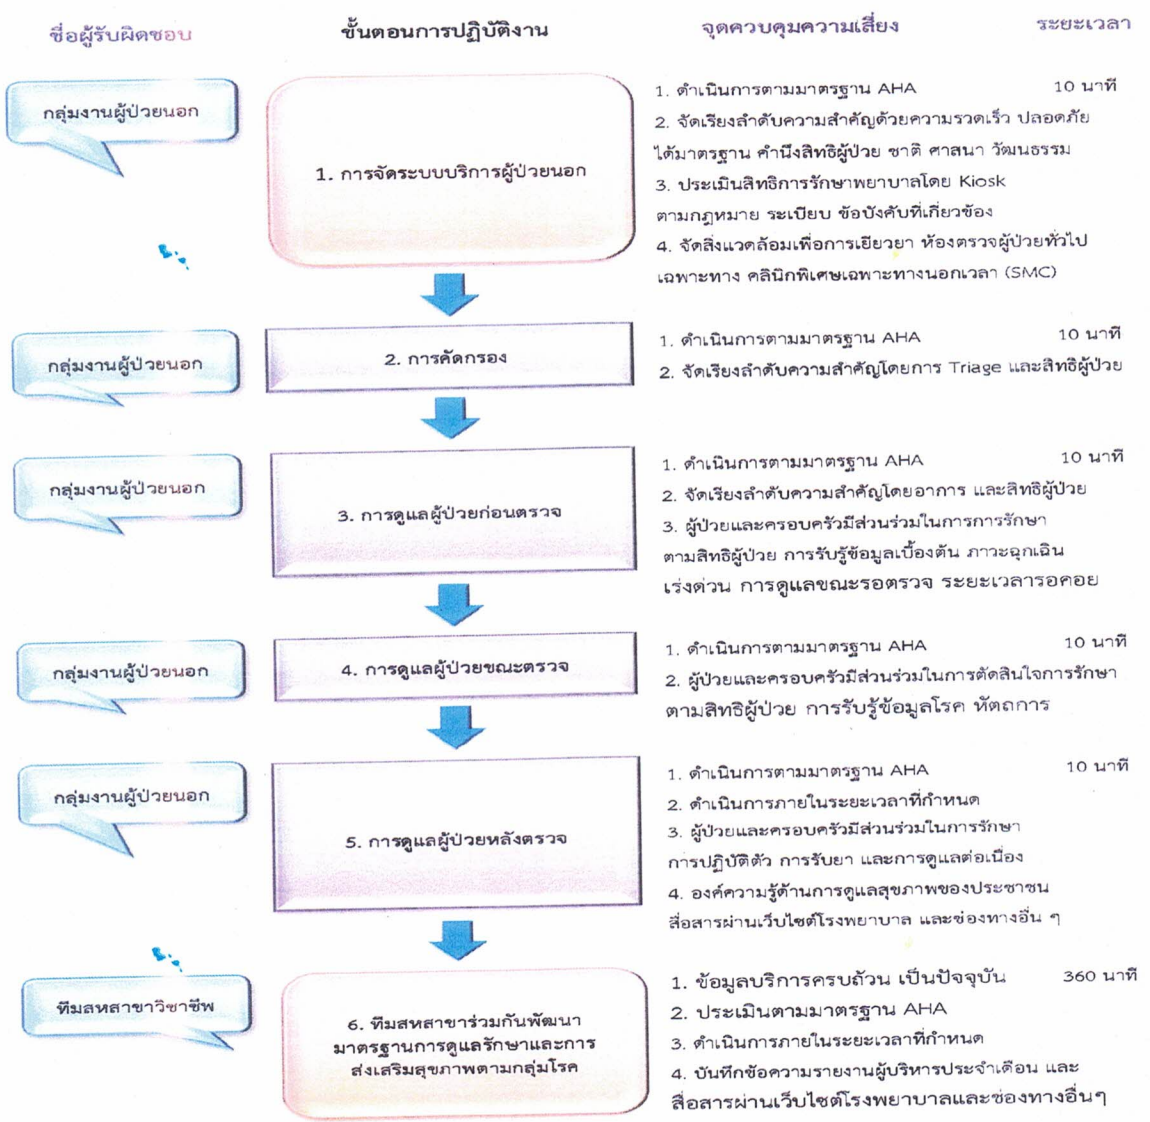 ชื่อผู้รับผิดชอบ
ขั้นตอนการปฏิบัติงาน
จุดควบคุมความเสี่ยง
ระยะเวลา
กลุ่มงานผู้ป่วยนอก
1. การจัดระบบบริการผู้ป่วยนอก
1. ดำเนินการตามมาตรฐาน AHA 10 นาที
2. จัดเรียงลำดับความสำคัญด้วยความรวดเร็ว ปลอดภัย
ได้มาตรฐาน คำนึงสิทธิผู้ป่วย ชาติ ศาสนา วัฒนธรรม
3. ประเมินสิทธิการรักษาพยาบาลโดย Kiosk
ตามกฎหมาย ระเบียบ ข้อบังคับที่เกี่ยวข้อง
4. จัดสิ่งแวดล้อมเพื่อการเยียวยา ห้องตรวจผู้ป่วยทั่วไป
เฉพาะทาง คลินิกพิเศษเฉพาะทางนอกเวลา (SMC)
กลุ่มงานผู้ป่วยนอก
2. การคัดกรอง
1. ดำเนินการตามมาตรฐาน AHA 10 นาที
2. จัดเรียงลำดับความสำคัญโดยการ Triage และสิทธิผู้ป่วย
กลุ่มงานผู้ป่วยนอก
3. การดูแลผู้ป่วยก่อนตรวจ
1. ดำเนินการตามมาตรฐาน AHA 10 นาที
2. จัดเรียงลำดับความสำคัญโดยอาการ และสิทธิผู้ป่วย
3. ผู้ป่วยและครอบครัวมีส่วนร่วมในการการรักษา
ตามสิทธิผู้ป่วย การรับรู้ข้อมูลเบื้องต้น ภาวะฉุกเฉิน
เร่งด่วน การดูแลขณะรอตรวจ ระยะเวลารอคอย
กลุ่มงานผู้ป่วยนอก
4. การดูแลผู้ป่วยขณะตรวจ
1. ดำเนินการตามมาตรฐาน AHA 10 นาที
2. ผู้ป่วยและครอบครัวมีส่วนร่วมในการตัดสินใจการรักษา
ตามสิทธิผู้ป่วย การรับรู้ข้อมูลโรค หัตถการ
กลุ่มงานผู้ป่วยนอก
5. การดูแลผู้ป่วยหลังตรวจ
1. ดำเนินการตามมาตรฐาน AHA 10 นาที
2. ดำเนินการภายในระยะเวลาที่กำหนด
3. ผู้ป่วยและครอบครัวมีส่วนร่วมในการรักษา
การปฏิบัติตัว การรับยา และการดูแลต่อเนื่อง
4. องค์ความรู้ด้านการดูแลสุขภาพของประชาชน
สื่อสารผ่านเว็บไซต์โรงพยาบาล และช่องทางอื่น ๆ
ทีมสหสาขาวิชาชีพ
6. ทีมสหสาขาร่วมกันพัฒนา
มาตรฐานการดูแลรักษาและการ
ส่งเสริมสุขภาพตามกลุ่มโรค
1. ข้อมูลบริการครบถ้วน เป็นปัจจุบัน 360 นาที
2. ประเมินตามมาตรฐาน AHA
3. ดำเนินการภายในระยะเวลาที่กำหนด
4. บันทึกข้อความรายงานผู้บริหารประจำเดือน และ
สื่อสารผ่านเว็บไซต์โรงพยาบาลและช่องทางอื่นๆ